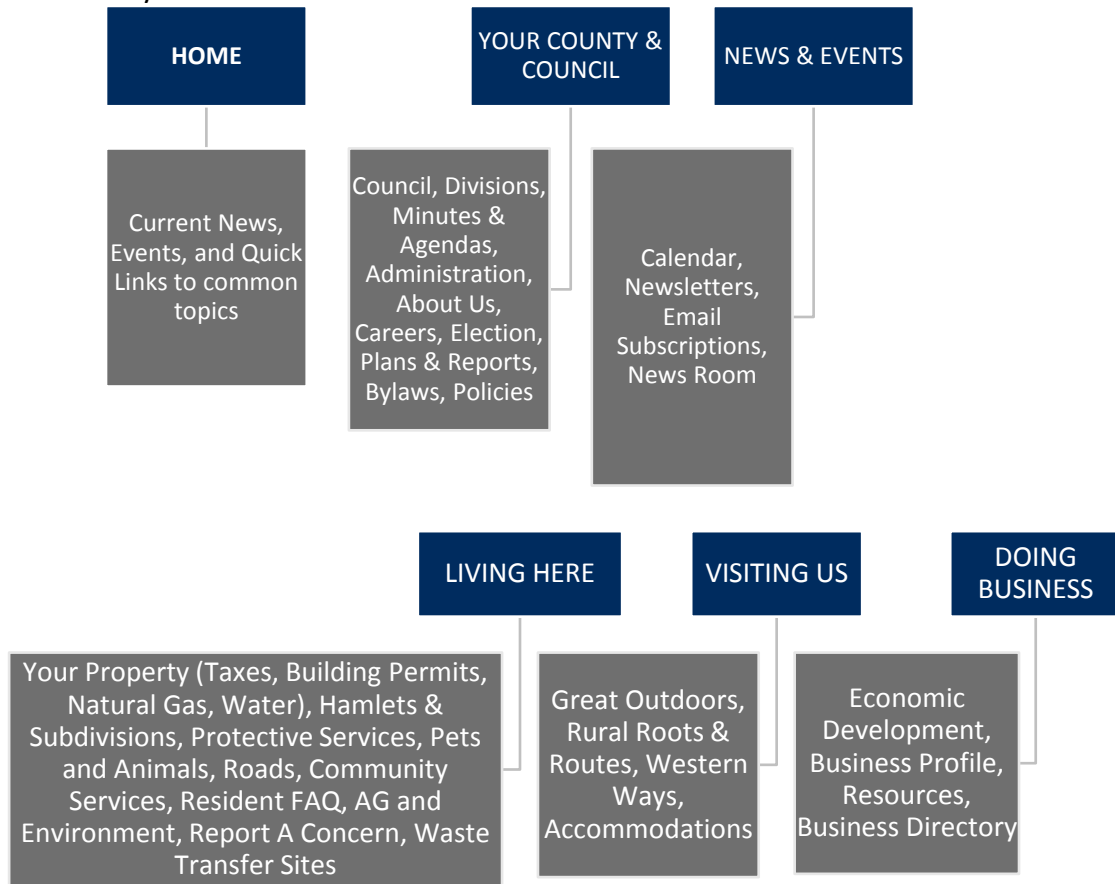 HOME
YOUR COUNTY &
COUNCIL
NEWS & EVENTS
Current News,
Events, and Quick
Links to common
topics
Council, Divisions,
Minutes &
Agendas,
Administration,
About Us,
Careers, Election,
Plans & Reports,
Bylaws, Policies
Calendar,
Newsletters,
Email
Subscriptions,
News Room
LIVING HERE
VISITING US
DOING
BUSINESS
Your Property (Taxes, Building Permits,
Natural Gas, Water), Hamlets &
Subdivisions, Protective Services, Pets
and Animals, Roads, Community
Services, Resident FAQ, AG and
Environment, Report A Concern, Waste
Transfer Sites
Great Outdoors,
Rural Roots &
Routes, Western
Ways,
Accommodations
Economic
Development,
Business Profile,
Resources,
Business Directory